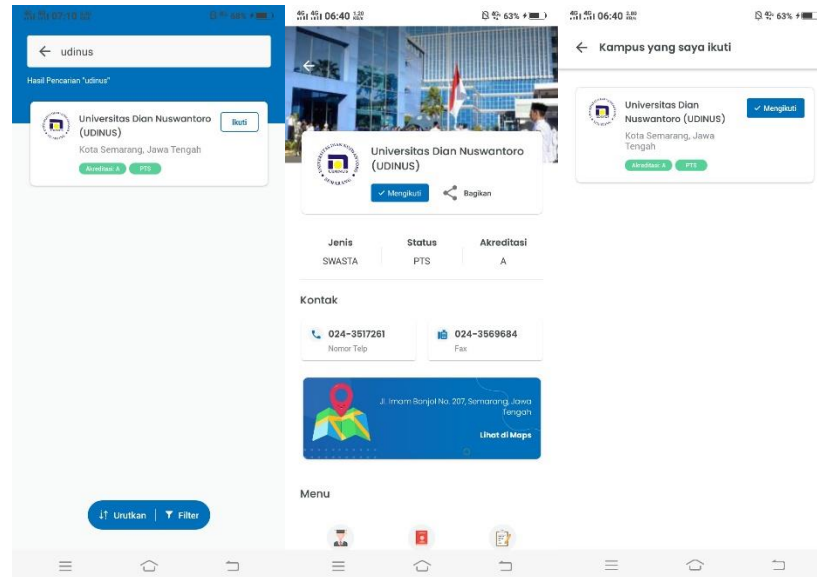 07:10
68%
udinus
Hasil Pencarian "udinus"
Universitas Dian Nuswantoro
(UDINUS)
Ikuti
Kota Semarang, Jawa Tengah
Akreditasi A
PTS
Urutkan
Filter
06:40
63%
Universitas Dian Nuswantoro
(UDINUS)
Mengikuti
Bagikan
Jenis
Status
Akreditasi
SWASTA
PTS
A
Kontak
024-3517261
Nomor Telp
024-3569684
Fax
Jl. Imam Bonjol No. 207, Semarang, Jawa
Tengah
Lihat di Maps
Menu
06:40
63%
Kampus yang saya ikuti
Universitas Dian
Nuswantoro (UDINUS)
Mengikuti
Kota Semarang, Jawa
Tengah
Akreditasi A
PTS